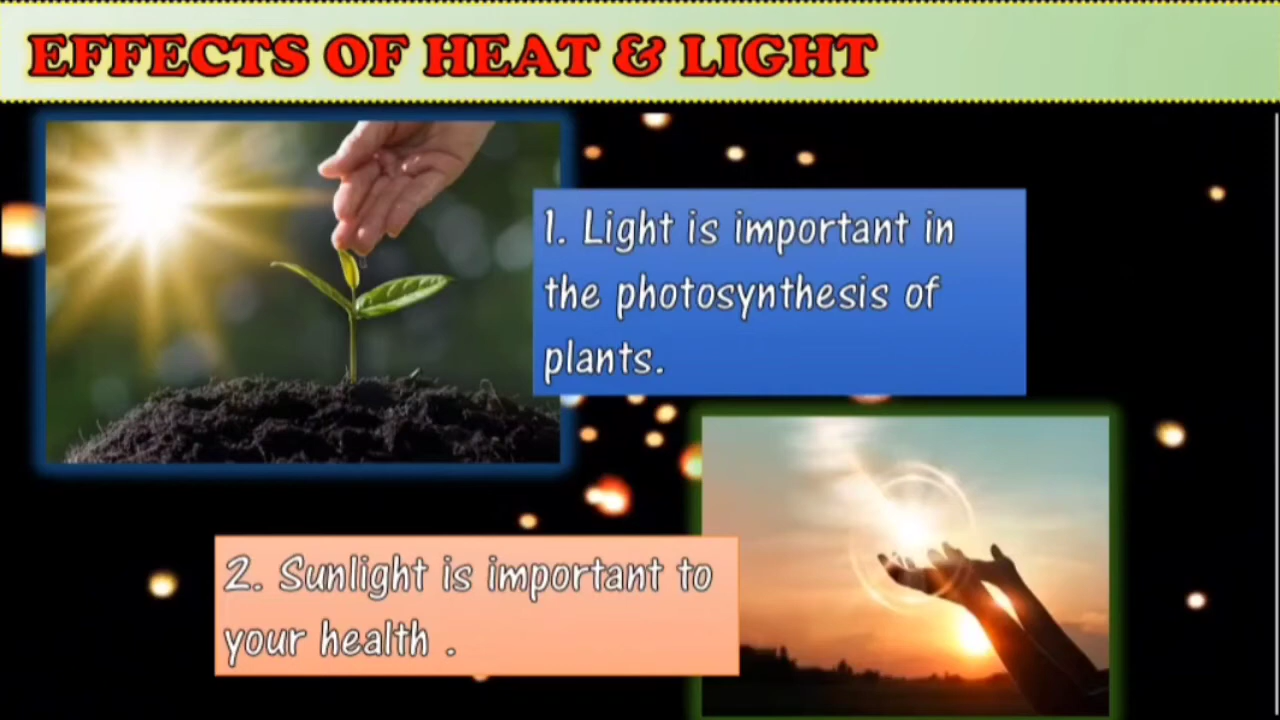 EFFECTS OF HEAT & LIGHT
1. Light is important in
the photosynthesis of
plants.
2. Sunlight is important to
your health .